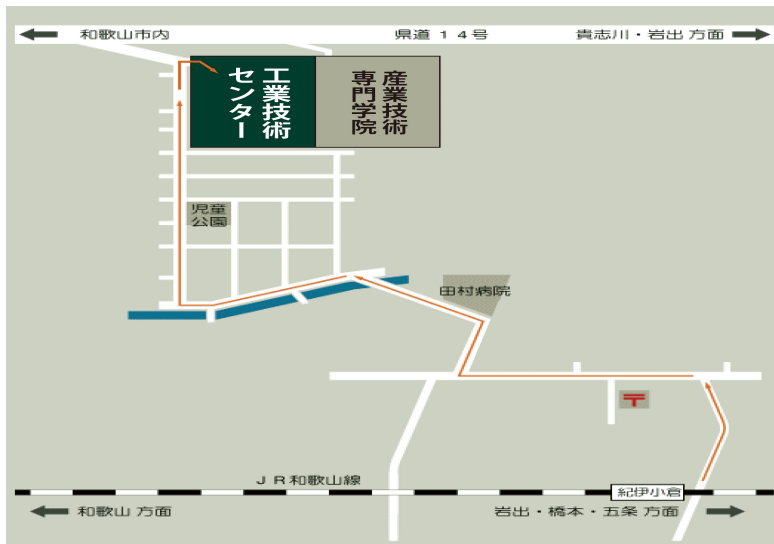 和歌山市内
県道 14号
貴志川・岩出 方面
工業技術
センター
産業技術
専門学院
児童
公園
田村病院
〒
JR和歌山線
紀伊小倉
和歌山 方面
岩出・橋本・五条 方面